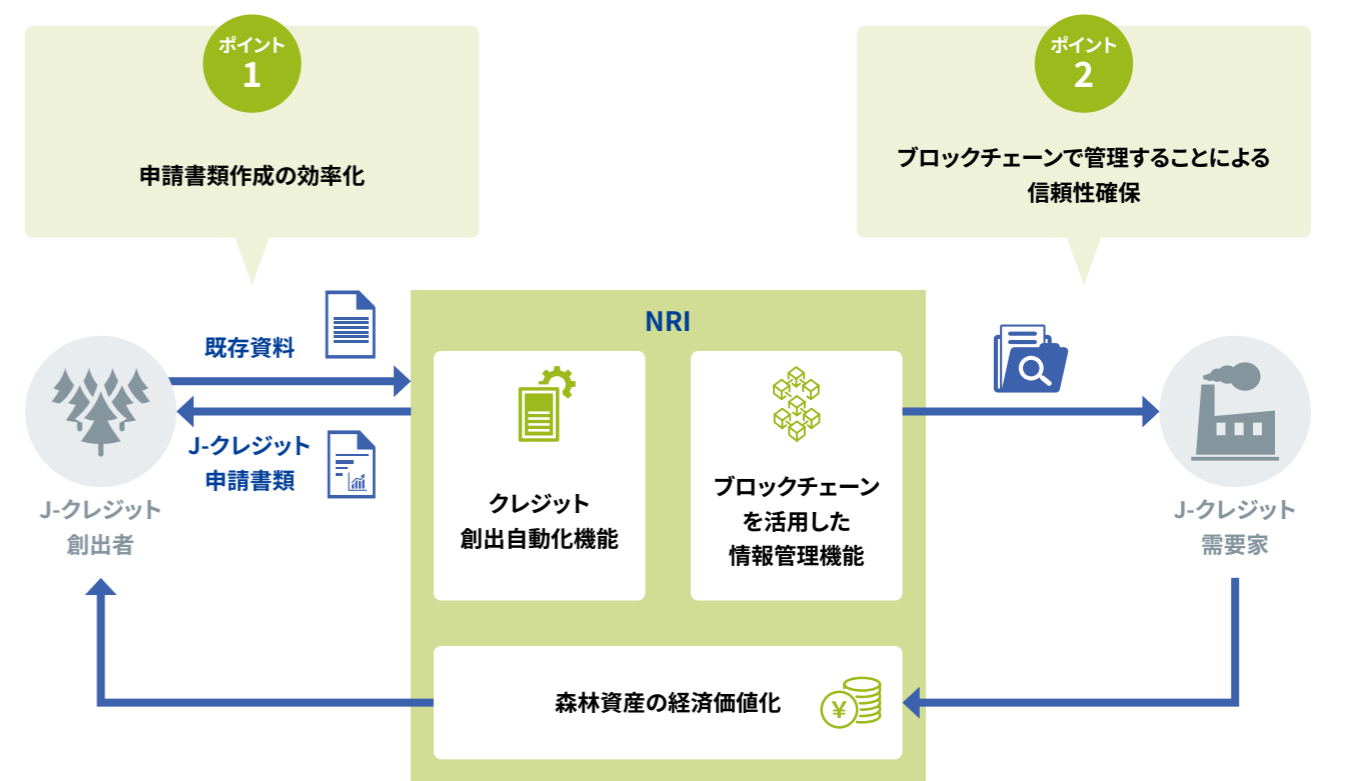 ポイント
1
申請書類作成の効率化
ポイント
2
ブロックチェーンで管理することによる
信頼性確保
NRI
既存資料
J-クレジット
申請書類
J-クレジット
創出者
クレジット
創出自動化機能
ブロックチェーン
を活用した
情報管理機能
J-クレジット
需要家
森林資産の経済価値化
¥